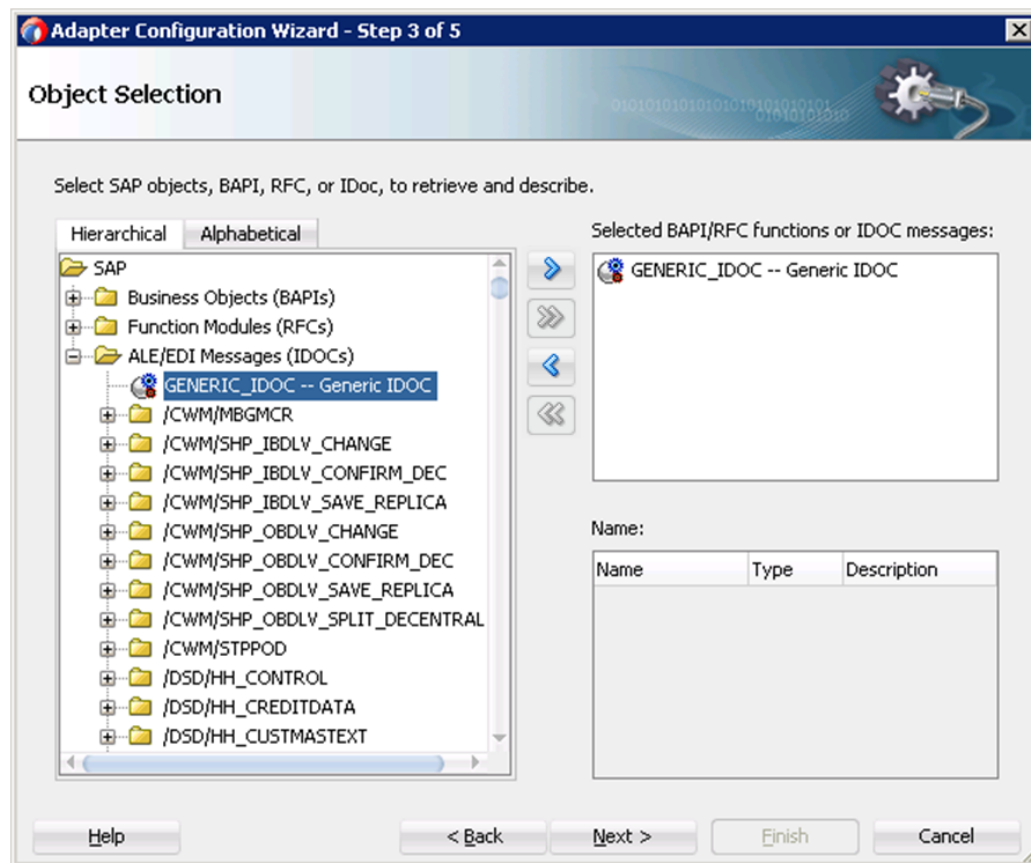 Adapter Configuration Wizard - Step 3 of 5
Object Selection
Select SAP objects, BAPI, RFC, or IDoc, to retrieve and describe.
Hierarchical
Alphabetical
SAP
Business Objects (BAPIs)
Function Modules (RFCs)
ALE/EDI Messages (IDOCs)
GENERIC_IDOC -- Generic IDOC
/CWM/MBGMCR
/CWM/SHP_IBDLV_CHANGE
/CWM/SHP_IBDLV_CONFIRM_DEC
/CWM/SHP_IBDLV_SAVE_REPLICA
/CWM/SHP_OBDLV_CHANGE
/CWM/SHP_OBDLV_CONFIRM_DEC
/CWM/SHP_OBDLV_SAVE_REPLICA
/CWM/SHP_OBDLV_SPLIT_DECENTRAL
/CWM/STPPOD
/DSD/HH_CONTROL
/DSD/HH_CREDITDATA
/DSD/HH_CUSTMASTEXT
Selected BAPI/RFC functions or IDOC messages:
GENERIC_IDOC -- Generic IDOC
Name:
Name Type Description
Help < Back Next > Finish Cancel